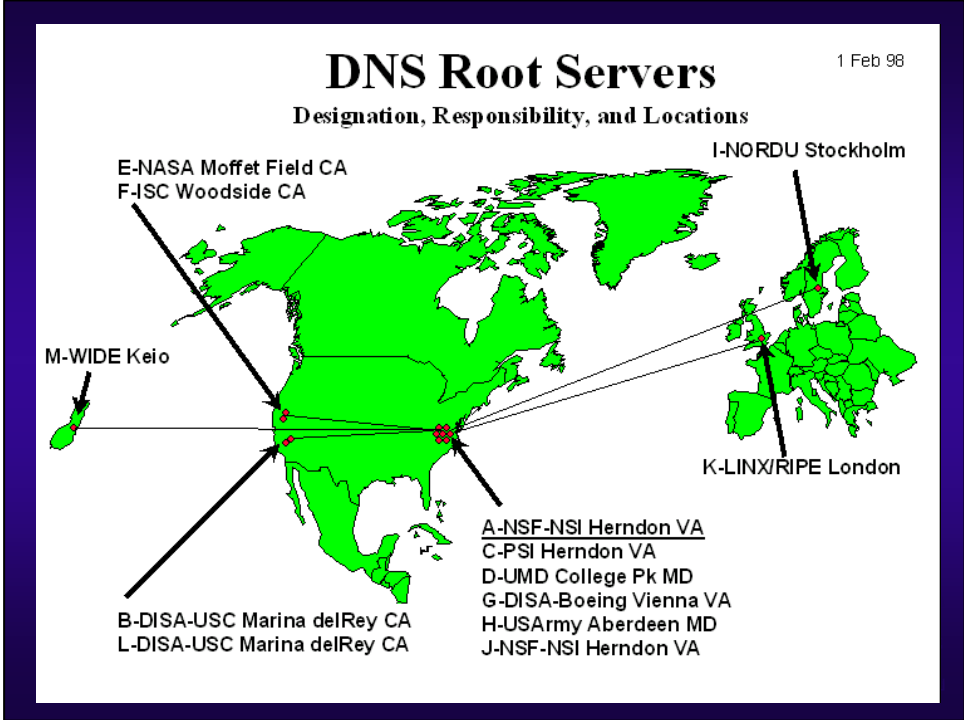 DNS Root Servers
1 Feb 98
Designation, Responsibility, and Locations
I-NORDU Stockholm
E-NASA Moffet Field CA
F-ISC Woodside CA
M-WIDE Keio
K-LINX/RIPE London
A-NSF-NSI Herndon VA
C-PSI Herndon VA
D-UMD College Pk MD
G-DISA-Boeing Vienna VA
H-USArmy Aberdeen MD
J-NSF-NSI Herndon VA
B-DISA-USC Marina delRey CA
L-DISA-USC Marina delRey CA